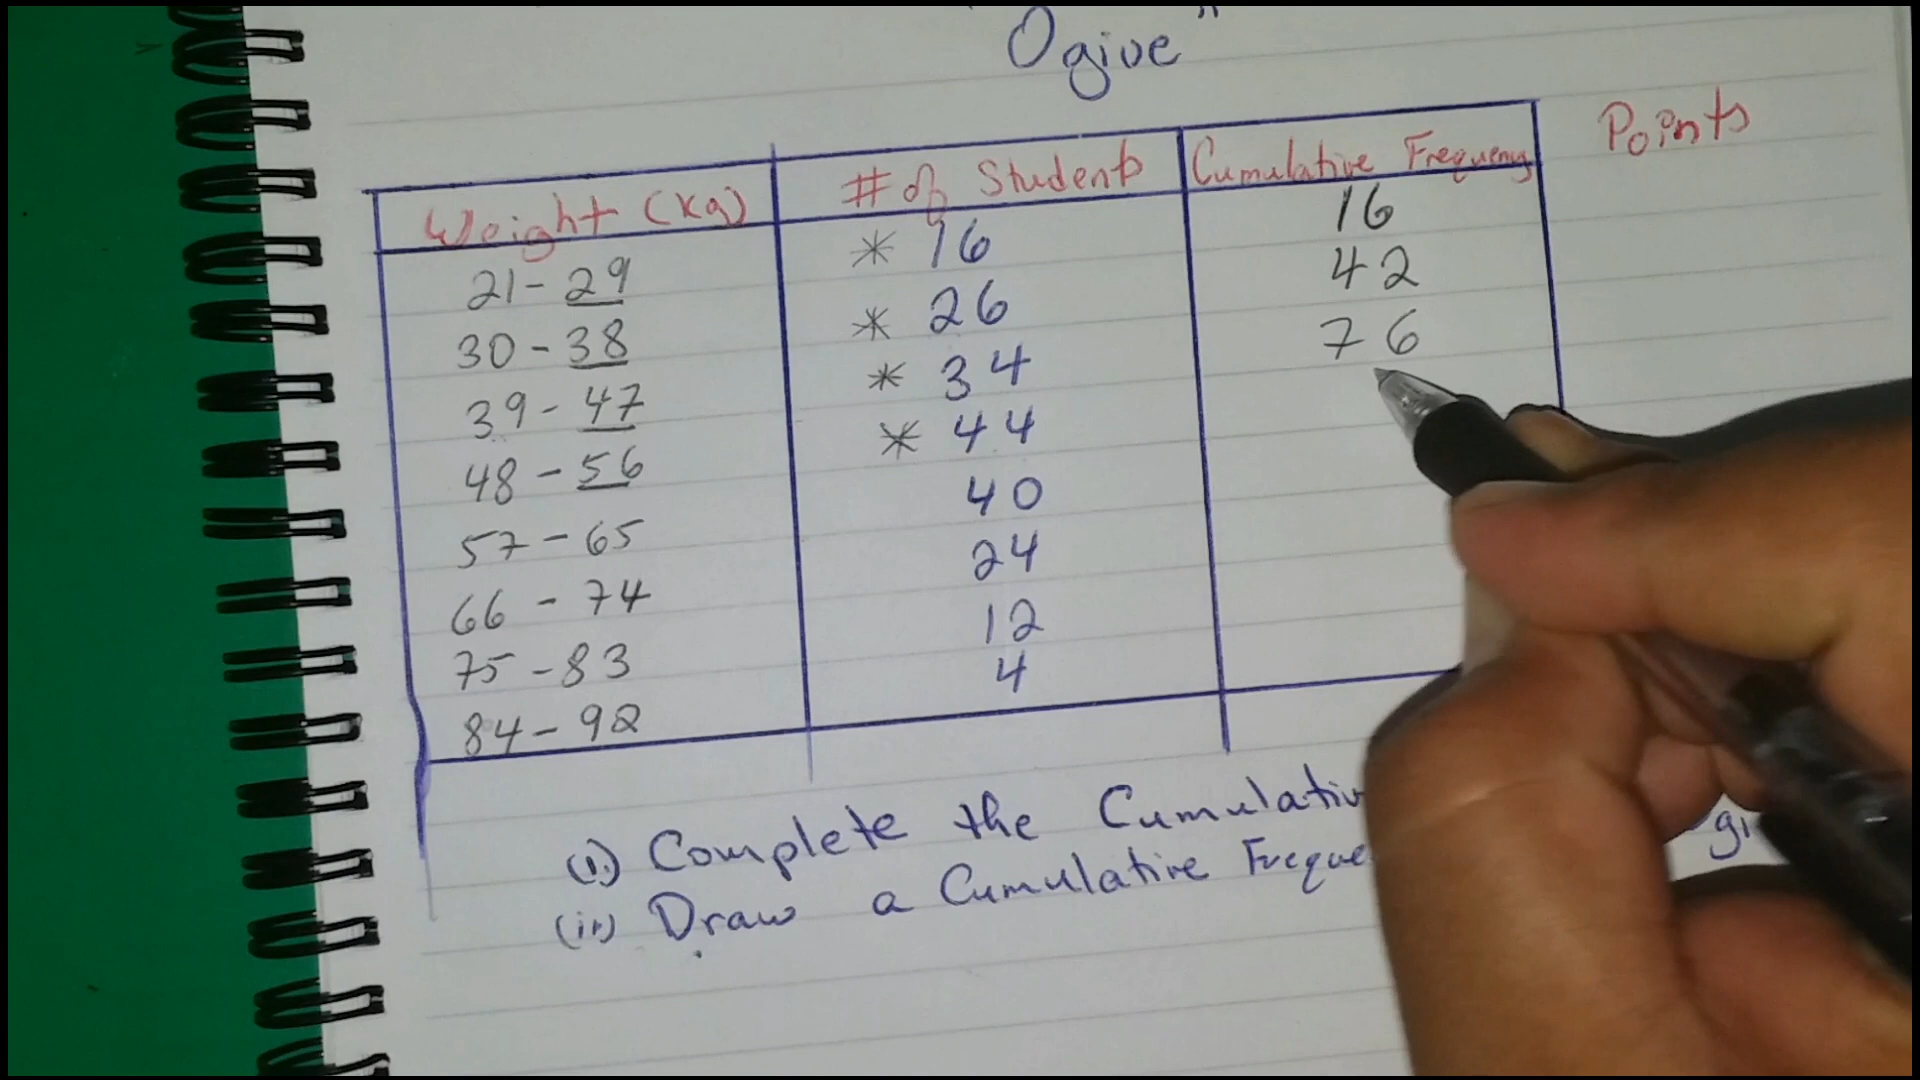 Ogive"
Weight (Kg) # of Students Cumulative Frequency Points
21-29 * 16 16
30-38 * 26 42
39-47 * 34 76
48-56 * 44
57-65 40
66-74 24
75-83 12
84-92 4
(i) Complete the Cumulativ
(ii) Draw a Cumulative Freque